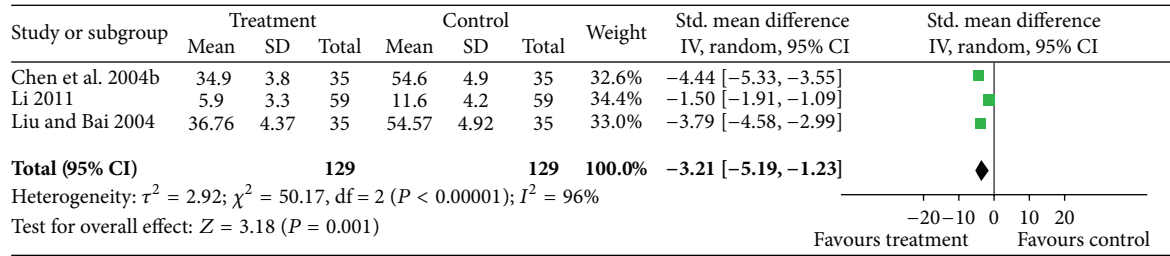 Study or subgroup Treatment Control Weight Std. mean difference Std. mean difference
Mean SD Total Mean SD Total IV, random, 95% CI IV, random, 95% CI
Chen et al. 2004b 34.9 3.8 35 54.6 4.9 35 32.6% −4.44 [−5.33, −3.55]
Li 2011 5.9 3.3 59 11.6 4.2 59 34.4% −1.50 [−1.91, −1.09]
Liu and Bai 2004 36.76 4.37 35 54.57 4.92 35 33.0% −3.79 [−4.58, −2.99]
Total (95% CI) 129 129 100.0% −3.21 [−5.19, −1.23]
Heterogeneity: τ² = 2.92; χ² = 50.17, df = 2 (P < 0.00001); I² = 96%
Test for overall effect: Z = 3.18 (P = 0.001)
−20 −10 0 10 20
Favours treatment Favours control